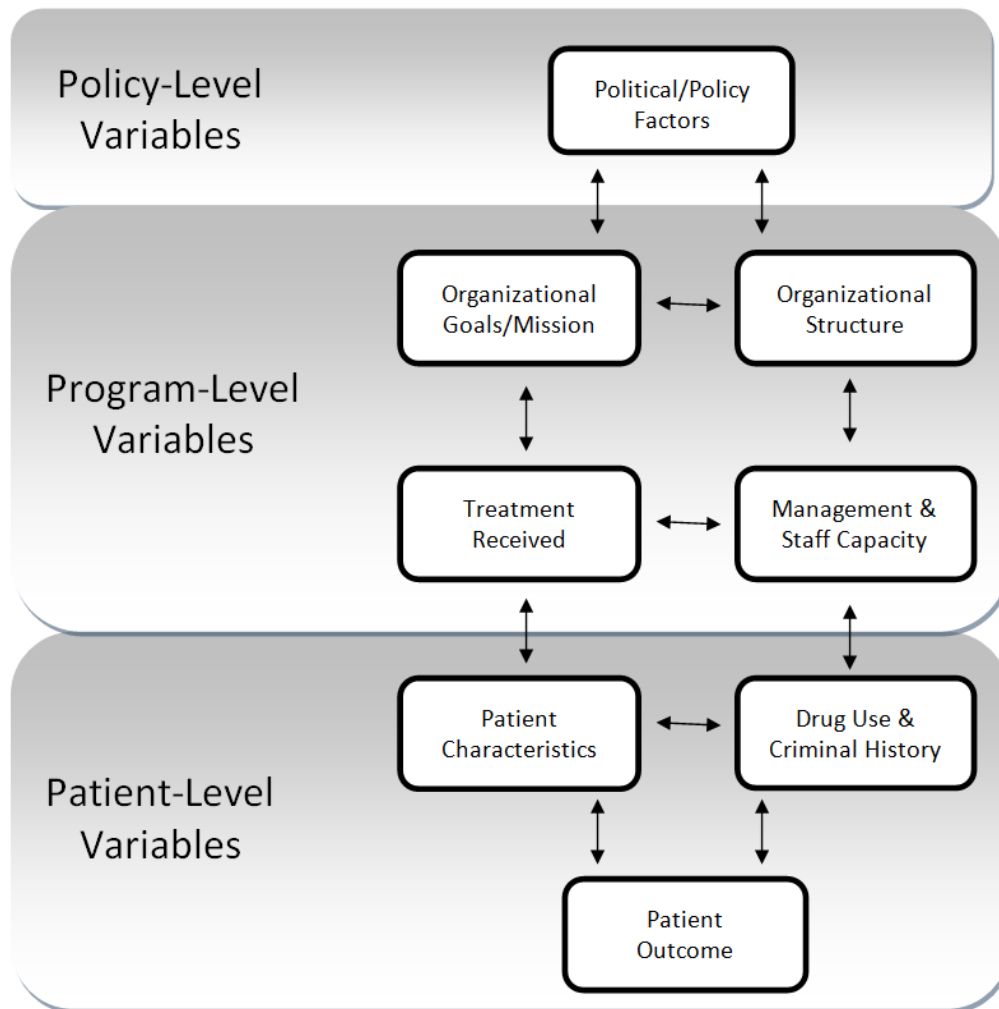 Policy-Level
Variables
Political/Policy
Factors
Program-Level
Variables
Organizational
Goals/Mission
Organizational
Structure
Treatment
Received
Management &
Staff Capacity
Patient-Level
Variables
Patient
Characteristics
Drug Use &
Criminal History
Patient
Outcome